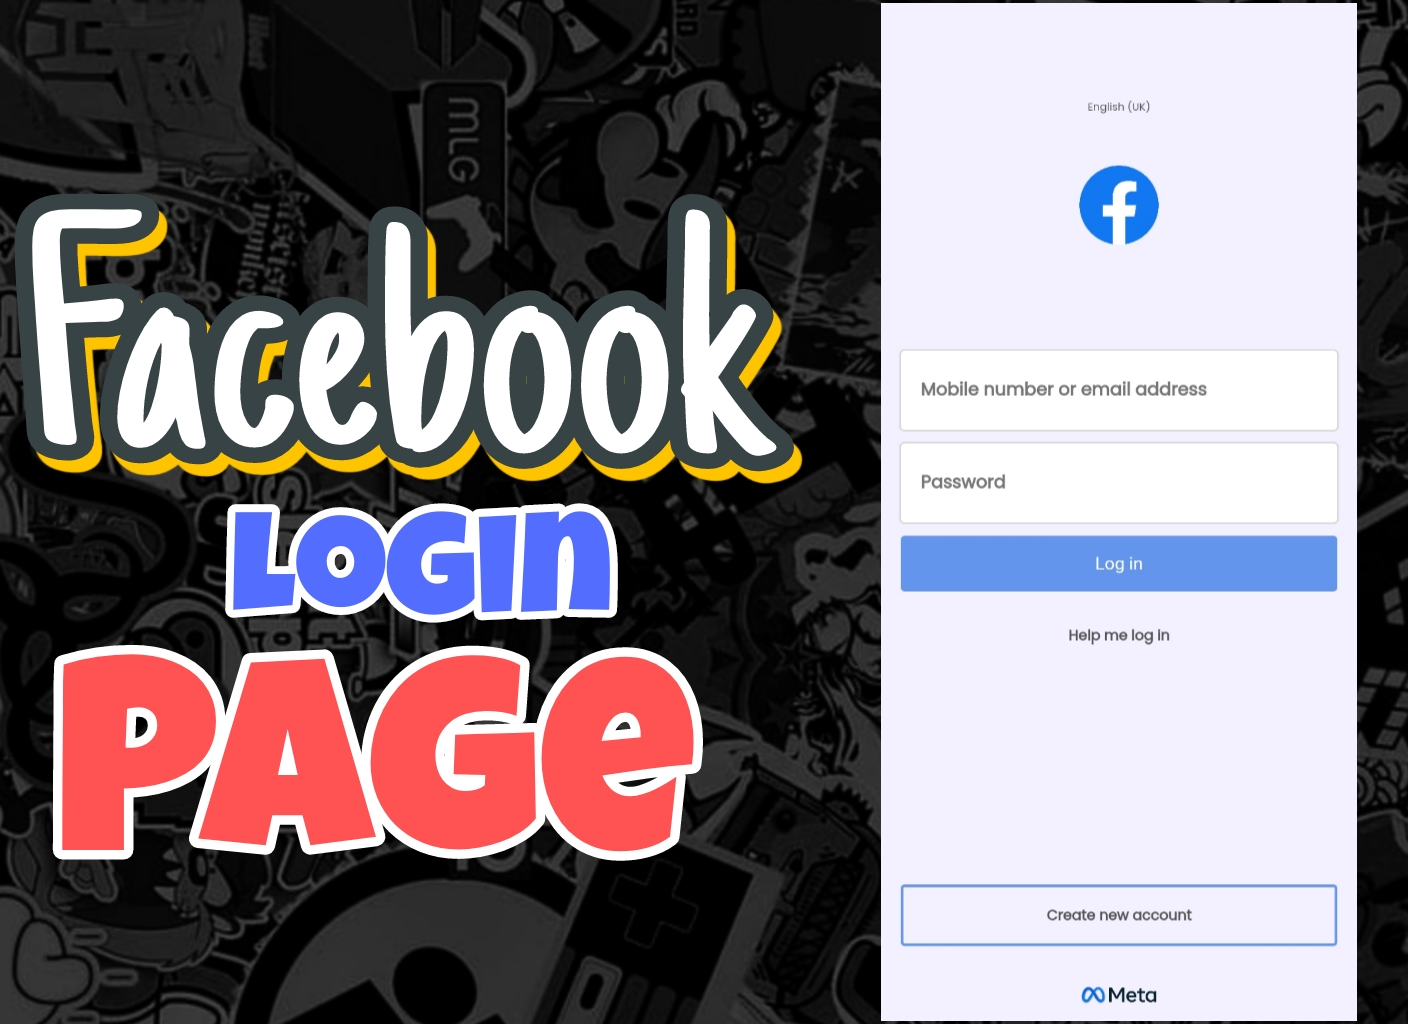 Facebook
LOGIN
PAGE
MLG
English (UK)
Mobile number or email address
Password
Log in
Help me log in
Create new account
Meta